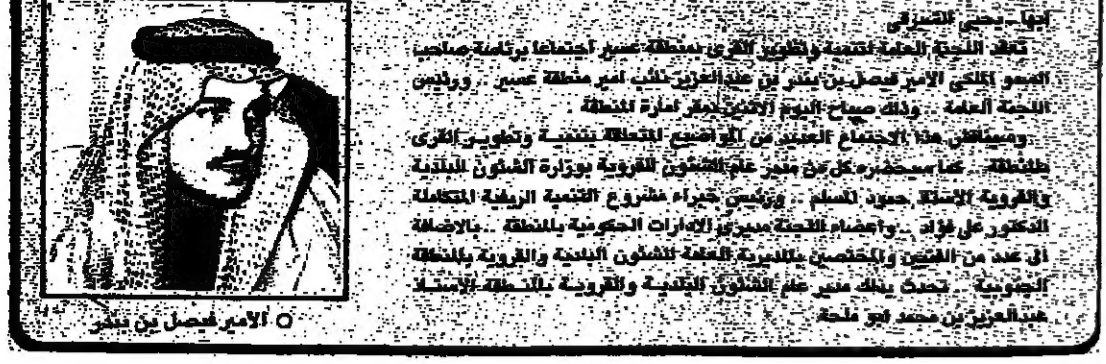 أبها ـ يحيى
تعقد اللجنة العامة لتنمية وتطوير القرى بمنطقة عسير اجتماعا برئاسة صاحب
السمو الملكي الأمير فيصل بن بندر بن عبدالعزيز نائب امير منطقة عسير .. ورئيس
اللجنة العامة .. وذلك صباح اليوم الاثنين بمقر امارة المنطقة .
وسيناقش هذا الاجتماع العديد من المواضيع المتعلقة بتنمية وتطوير القرى
بالمنطقة .. كما سيحضره كل من مدير عام الشئون القروية بوزارة الشئون البلدية
والقروية الأستاذ حمود المسلم .. ورئيس خبراء مشروع التنمية الريفية المتكاملة
الدكتور علي فؤاد .. واعضاء اللجنة مديرى الادارات الحكومية بالمنطقة .. بالاضافة
الى عدد من الفنيين والمختصين بالمديرية العامة للشئون البلدية والقروية بالمنطقة
الجنوبية .. تحدث بذلك مدير عام الشئون البلدية والقروية بالمنطقة الأستاذ
عبدالعزيز بن محمد ابو ملحة.
O الأمير فيصل بن بندر